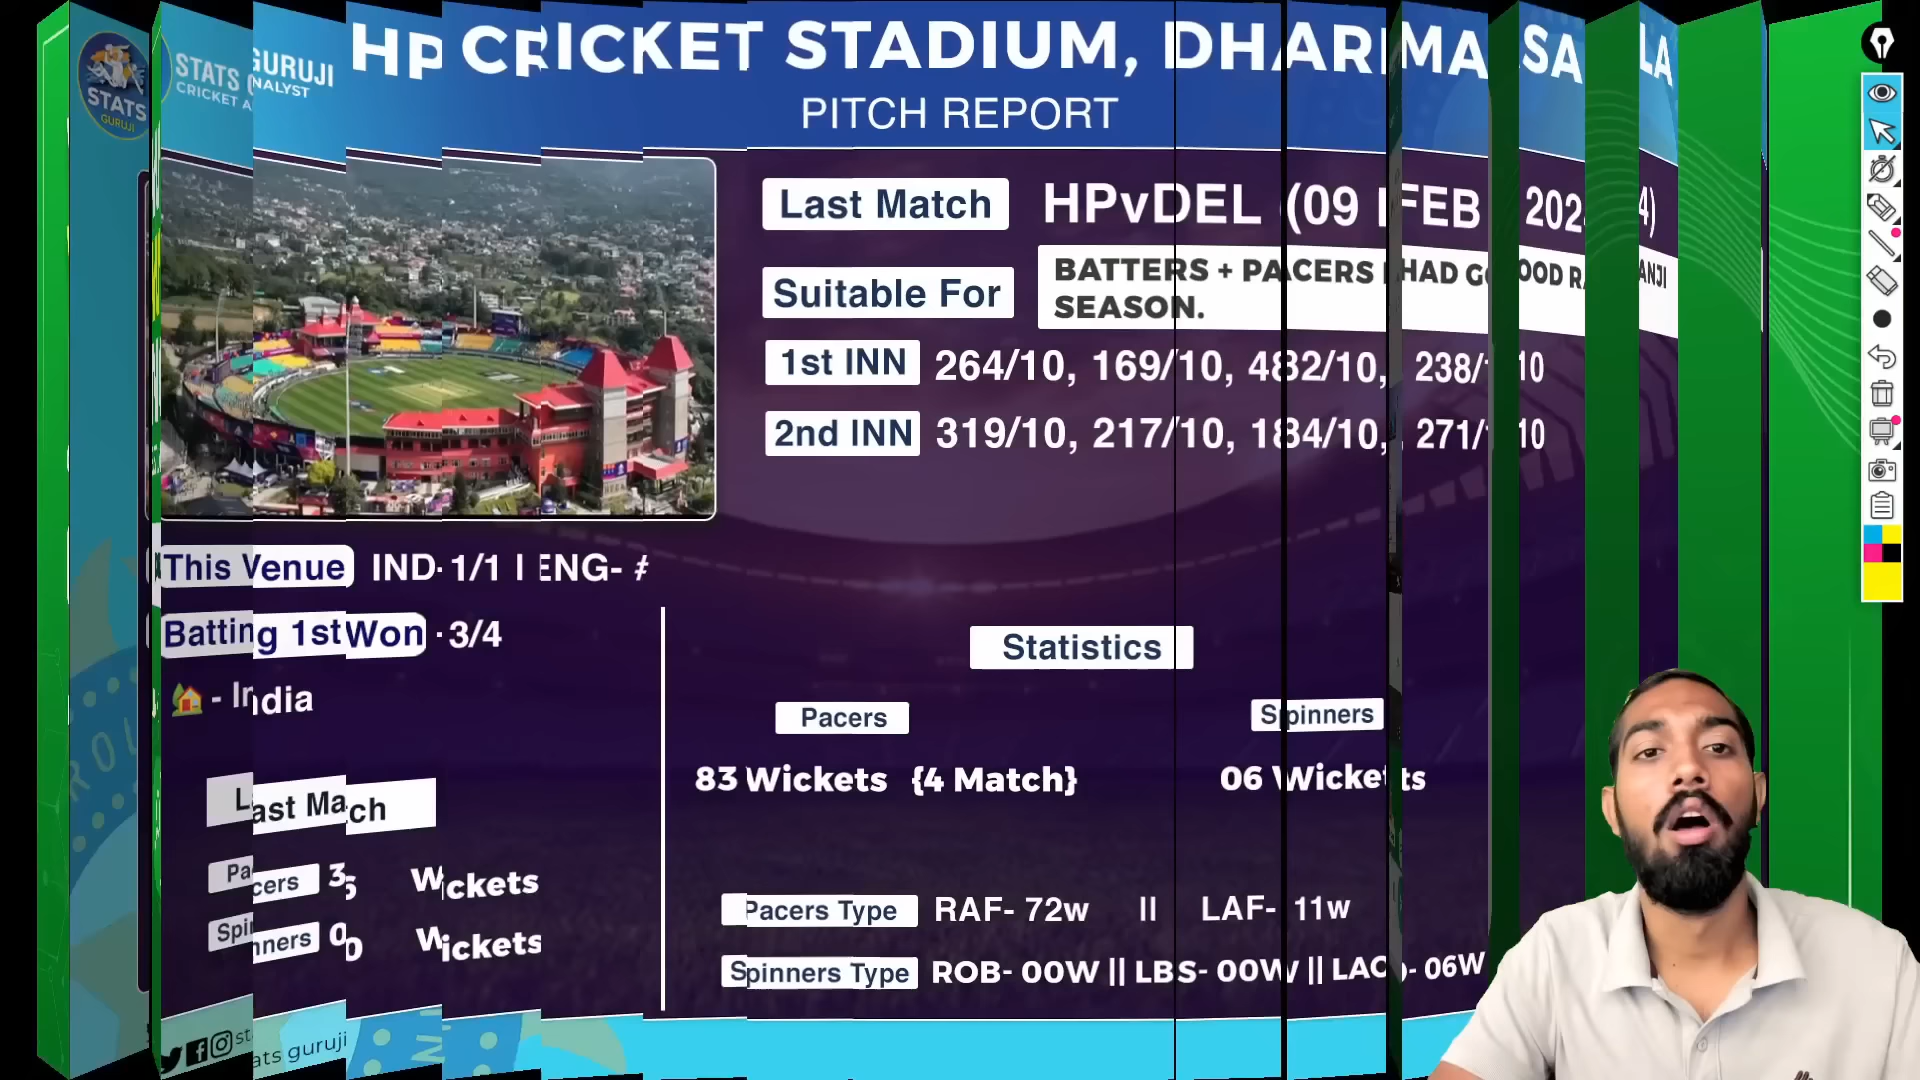 STATS GURUJI
STATS GURUJI
CRICKET ANALYST
HP CRICKET STADIUM, DHARMASALA
PITCH REPORT
Last Match HPvDEL (09 FEB 2024)
Suitable For BATTERS + PACERS HAD GOOD RANJI
SEASON.
1st INN 264/10, 169/10, 482/10, 238/10
2nd INN 319/10, 217/10, 184/10, 271/10
This Venue IND- 1/1 | ENG-
Batting 1st Won - 3/4
- India
Statistics
Pacers Spinners
83 Wickets {4 Match} 06 Wickets
Last Match
Pacers Wickets
Spinners Wickets
Pacers Type RAF- 72w || LAF- 11w
Spinners Type ROB- 00W || LBS- 00W || LAO- 06W
stats guruji